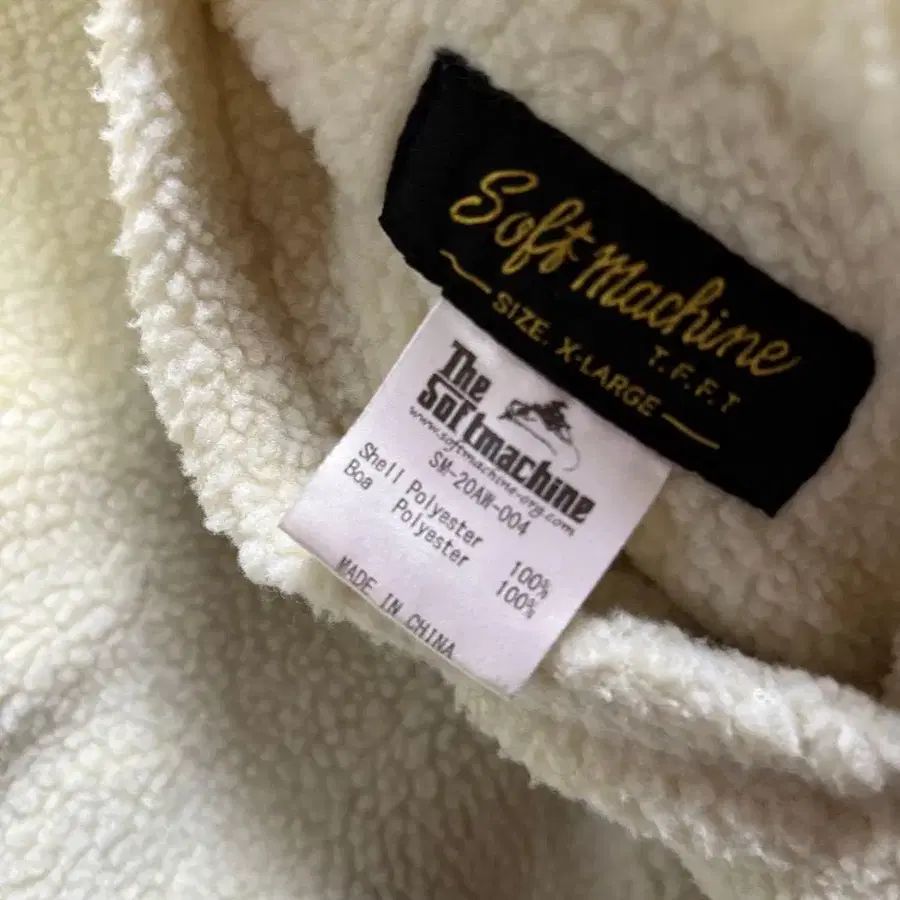 Soft Machine
T.F.F.T
SIZE. X-LARGE
The
Softmachine
www.softmachine-org.com
SM-20AW-004
Shell Polyester 100%
Boa Polyester 100%
MADE IN CHINA